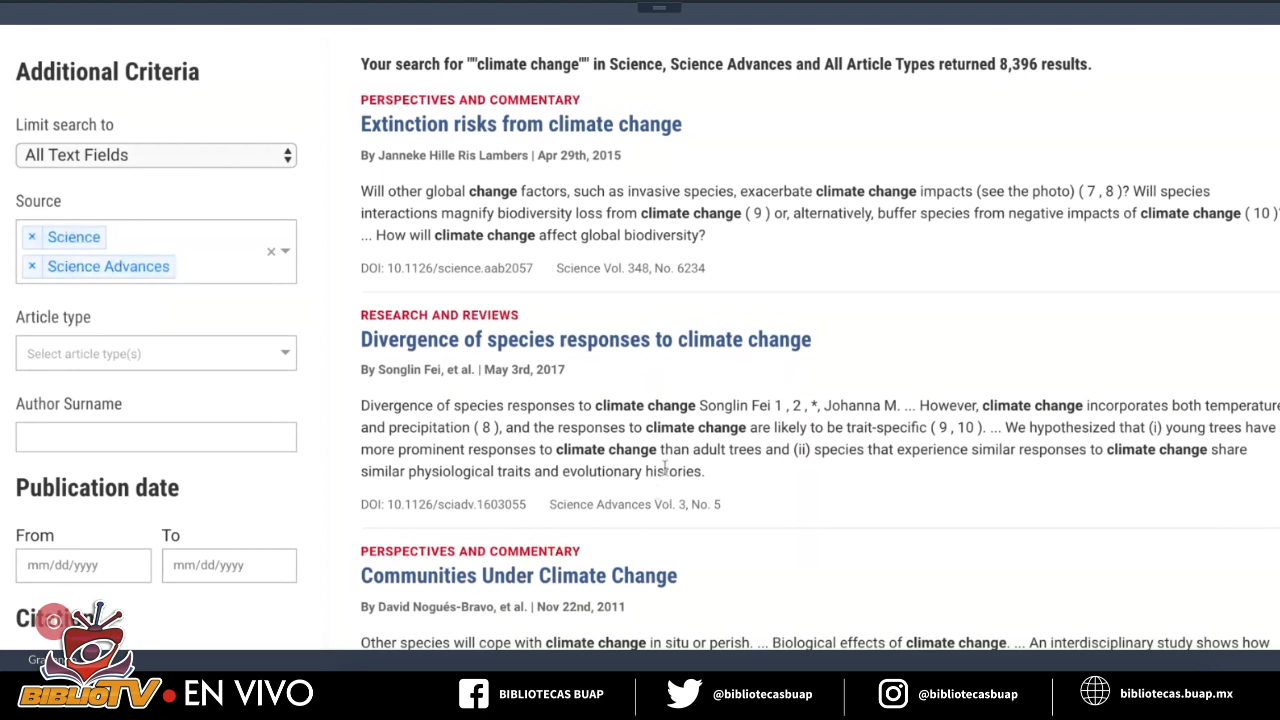 Additional Criteria
Limit search to
All Text Fields
Source
× Science
× Science Advances
×
Article type
Select article type(s)
Author Surname
Publication date
From To
mm/dd/yyyy mm/dd/yyyy
Your search for ""climate change"" in Science, Science Advances and All Article Types returned 8,396 results.
PERSPECTIVES AND COMMENTARY
Extinction risks from climate change
By Janneke Hille Ris Lambers | Apr 29th, 2015
Will other global change factors, such as invasive species, exacerbate climate change impacts (see the photo) ( 7 , 8 )? Will species
interactions magnify biodiversity loss from climate change ( 9 ) or, alternatively, buffer species from negative impacts of climate change ( 10 )?
... How will climate change affect global biodiversity?
DOI: 10.1126/science.aab2057 Science Vol. 348, No. 6234
RESEARCH AND REVIEWS
Divergence of species responses to climate change
By Songlin Fei, et al. | May 3rd, 2017
Divergence of species responses to climate change Songlin Fei 1 , 2 , *, Johanna M. ... However, climate change incorporates both temperature
and precipitation ( 8 ), and the responses to climate change are likely to be trait-specific ( 9 , 10 ). ... We hypothesized that (i) young trees have
more prominent responses to climate change than adult trees and (ii) species that experience similar responses to climate change share
similar physiological traits and evolutionary histories.
DOI: 10.1126/sciadv.1603055 Science Advances Vol. 3, No. 5
PERSPECTIVES AND COMMENTARY
Communities Under Climate Change
By David Nogués-Bravo, et al. | Nov 22nd, 2011
Other species will cope with climate change in situ or perish. ... Biological effects of climate change. ... An interdisciplinary study shows how
BIBLIOTV EN VIVO
BIBLIOTECAS BUAP
@bibliotecasbuap
@bibliotecasbuap
bibliotecas.buap.mx